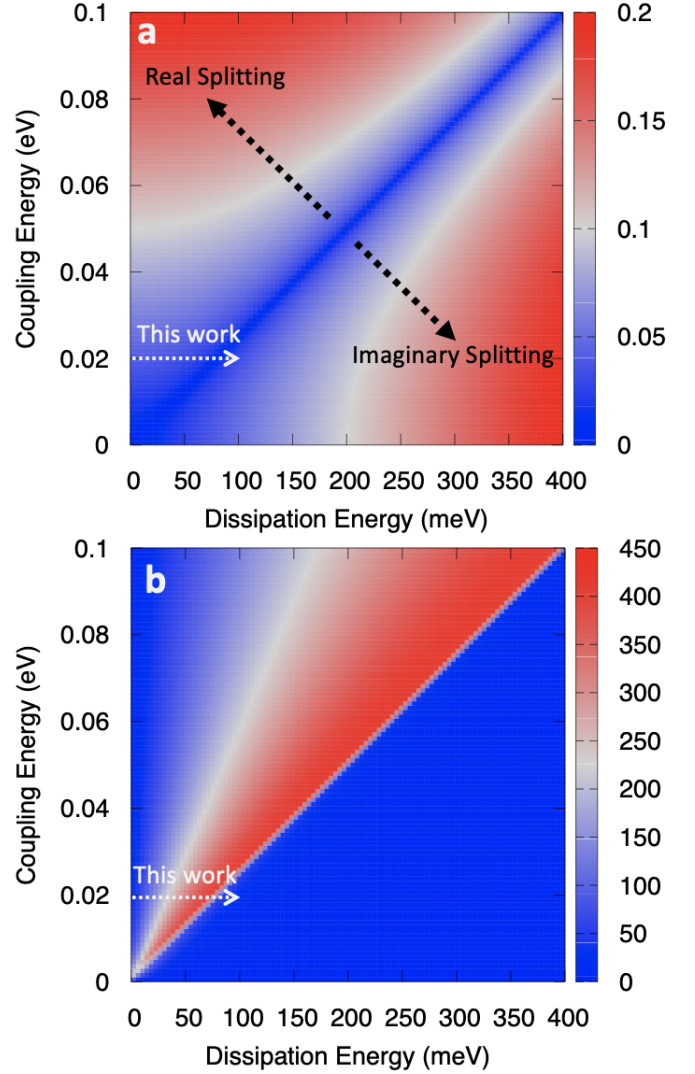 a
Real Splitting
Imaginary Splitting
This work
Coupling Energy (eV)
0.1
0.08
0.06
0.04
0.02
0
0 50 100 150 200 250 300 350 400
Dissipation Energy (meV)
0.2
0.15
0.1
0.05
0
b
This work
Coupling Energy (eV)
0.1
0.08
0.06
0.04
0.02
0
0 50 100 150 200 250 300 350 400
Dissipation Energy (meV)
450
400
350
300
250
200
150
100
50
0